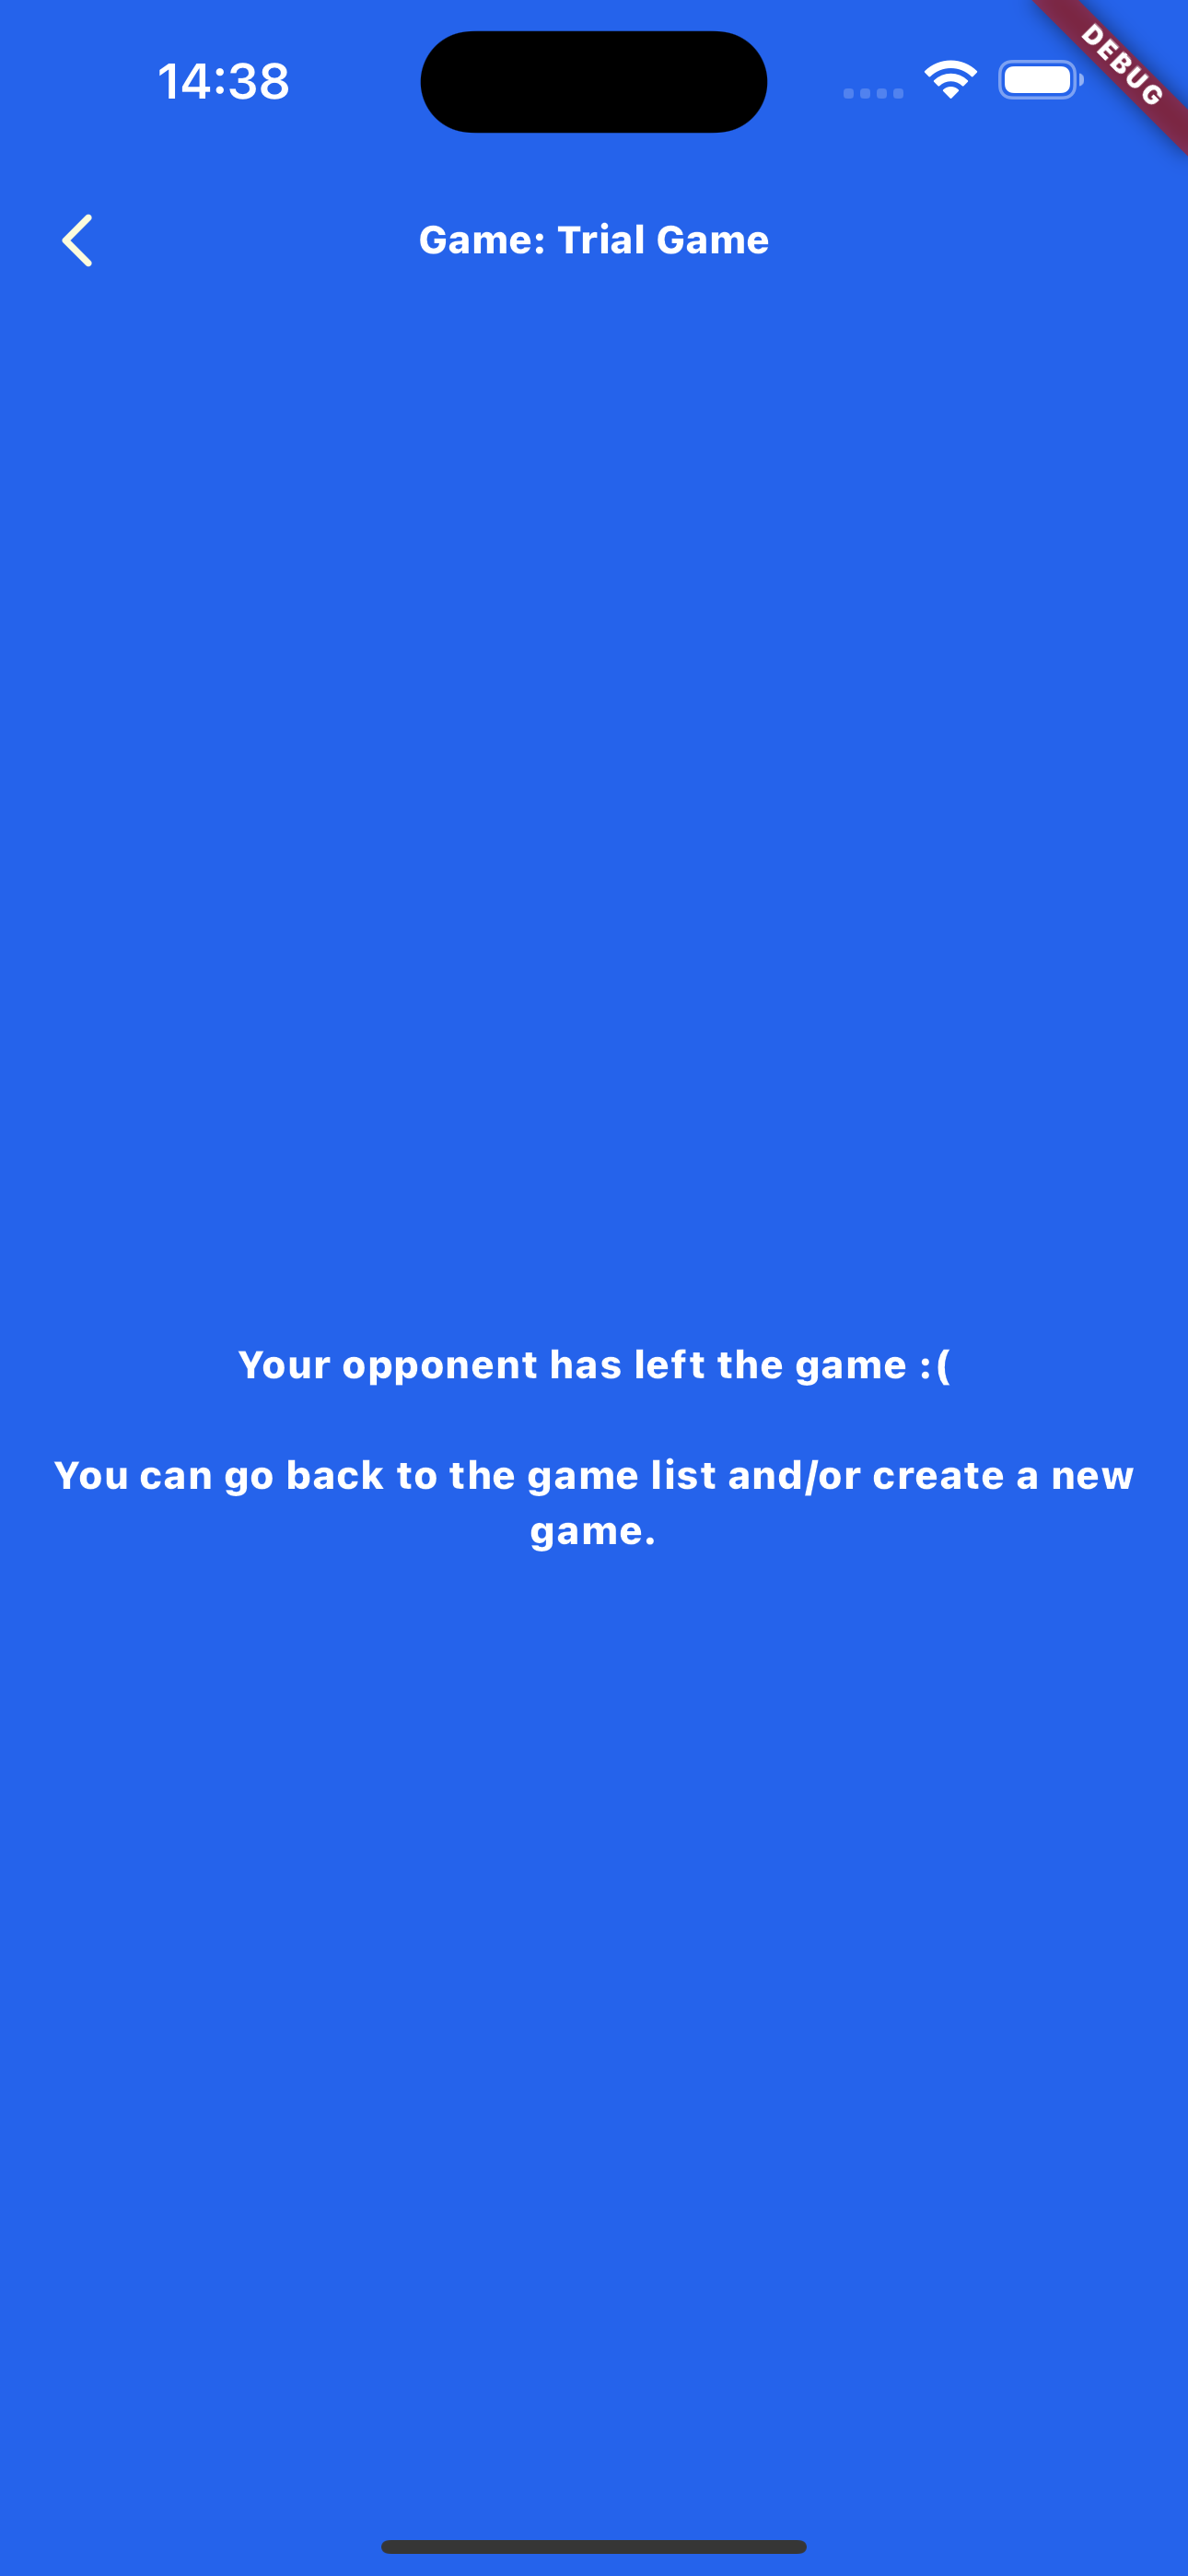 14:38
DEBUG
Game: Trial Game
Your opponent has left the game :(
You can go back to the game list and/or create a new
game.